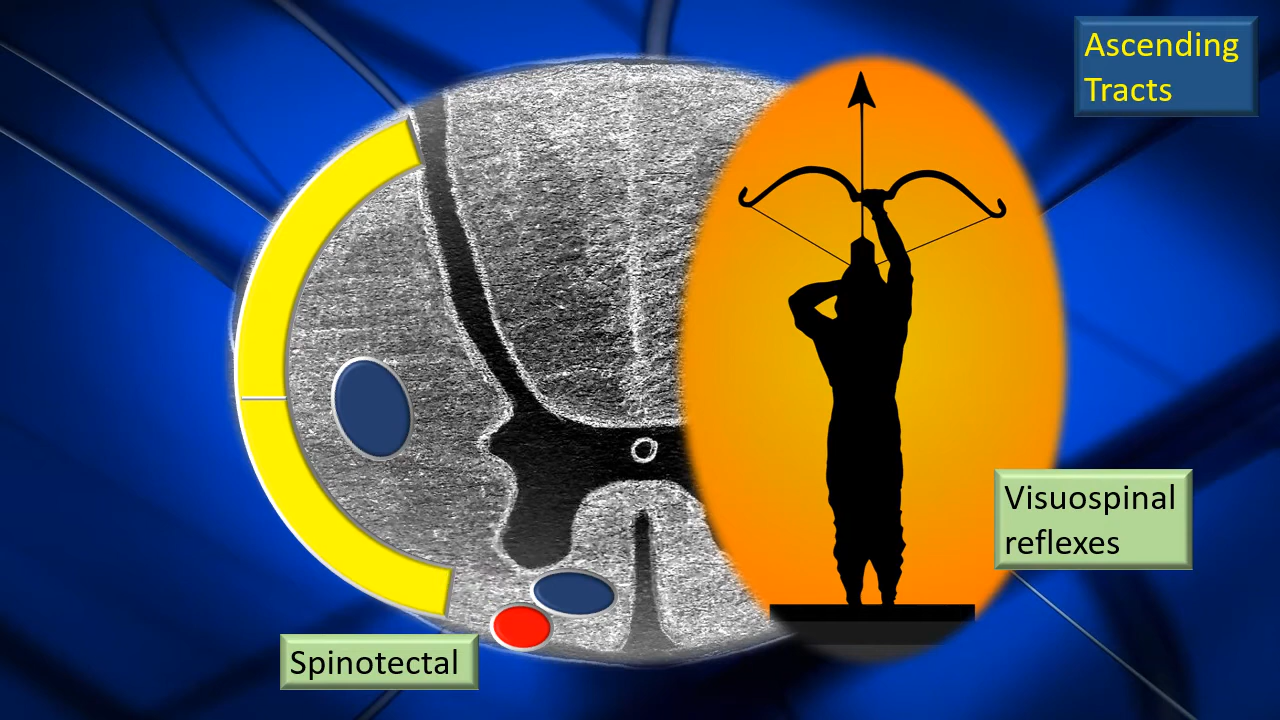 Ascending
Tracts
Visuospinal
reflexes
Spinotectal